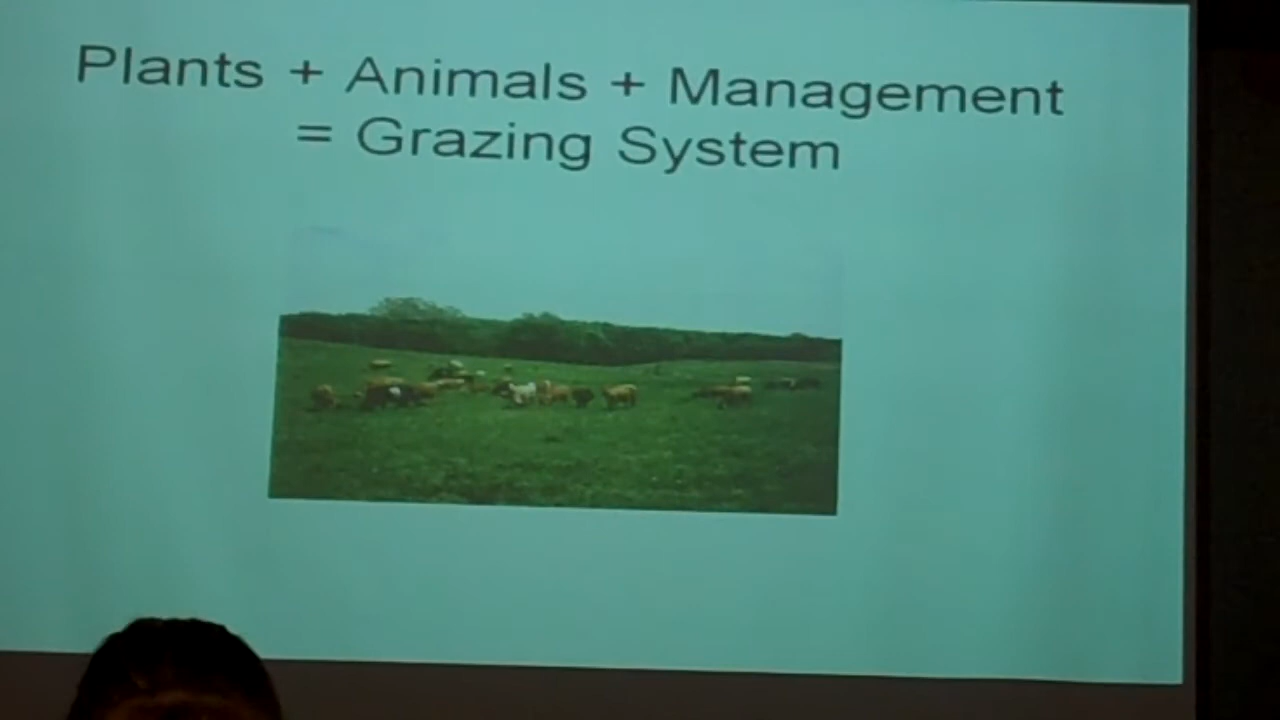 Plants + Animals + Management
= Grazing System